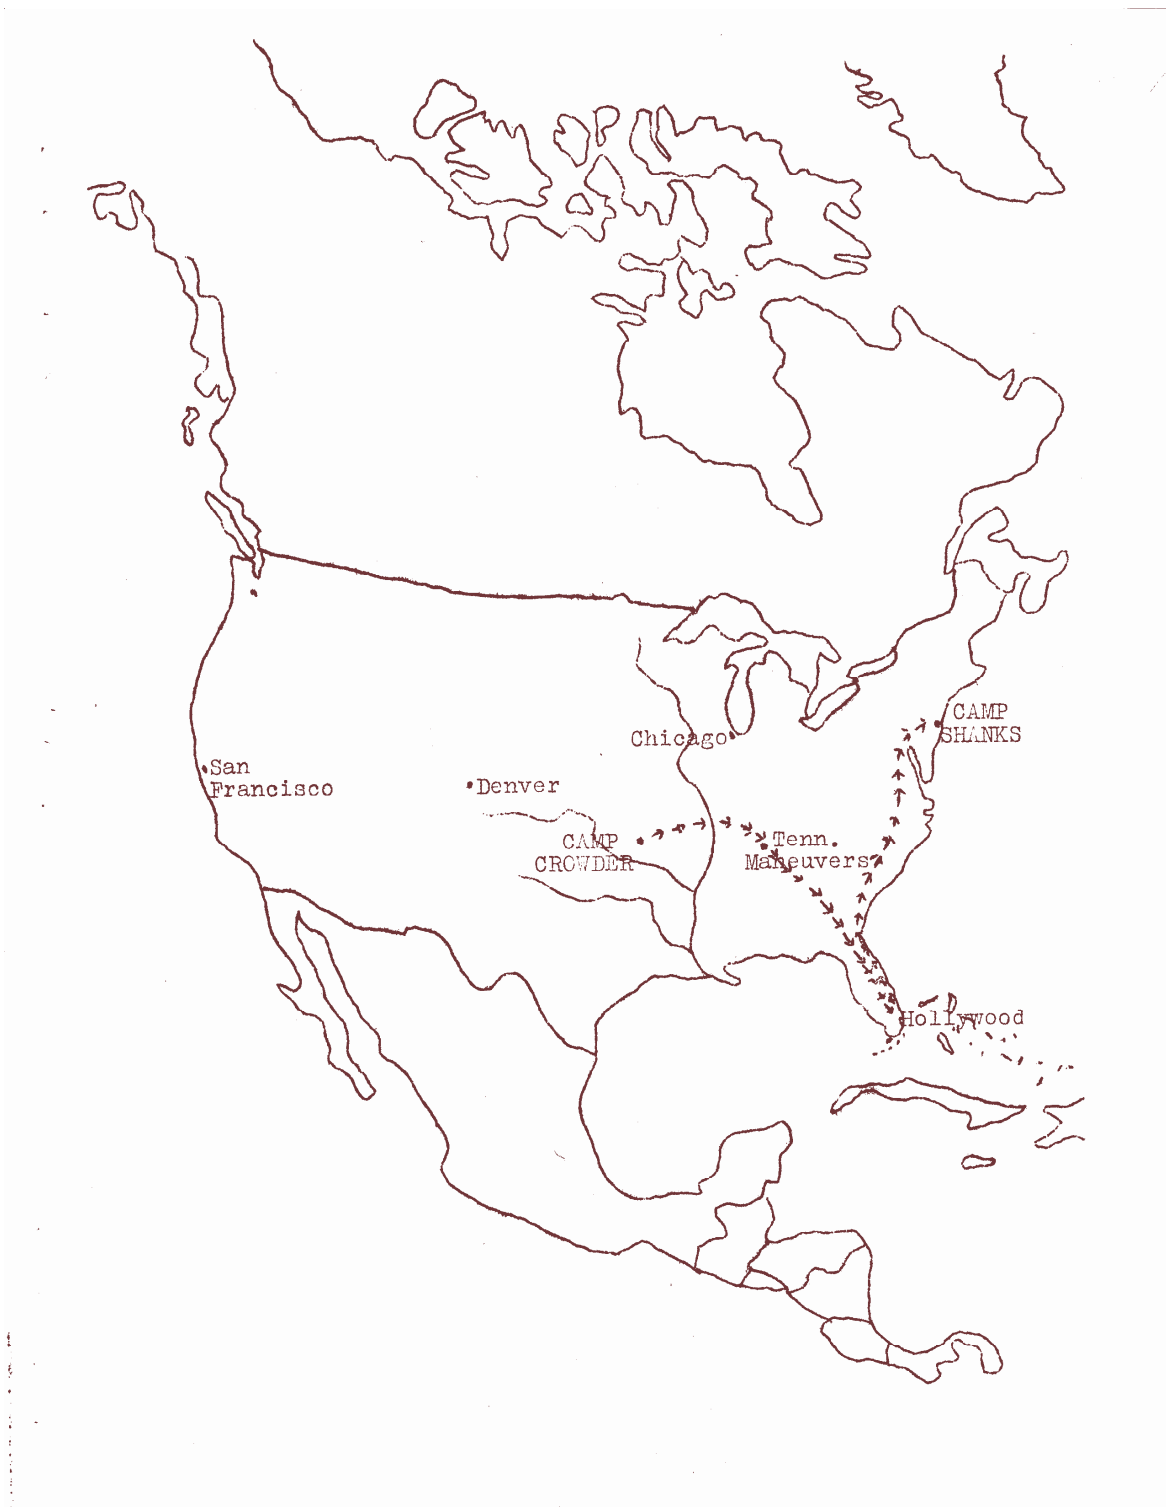 CAMP
SHANKS
Chicago
San
Francisco
Denver
CAMP
CROWDER
Tenn.
Maneuvers
Hollywood